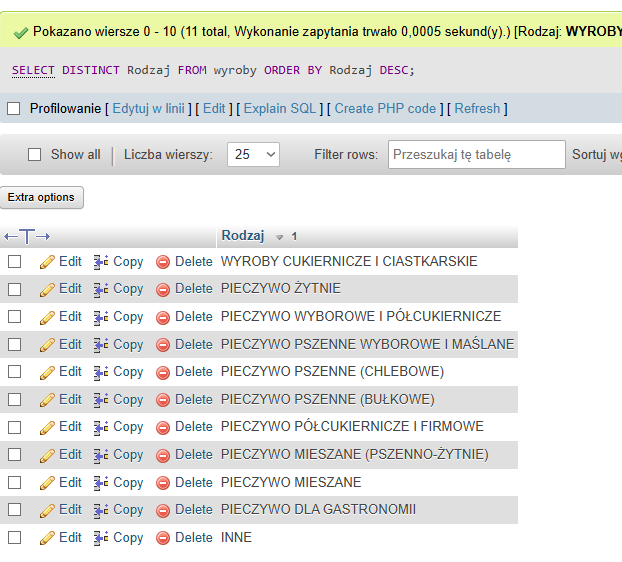 Pokazano wiersze 0 - 10 (11 total, Wykonanie zapytania trwało 0,0005 sekund(y).) [Rodzaj: WYROBY
SELECT DISTINCT Rodzaj FROM wyroby ORDER BY Rodzaj DESC;
Profilowanie [ Edytuj w linii ] [ Edit ] [ Explain SQL ] [ Create PHP code ] [ Refresh ]
Show all Liczba wierszy: 25 Filter rows: Przeszukaj tę tabelę Sortuj wg
Extra options
←T→ Rodzaj 1
Edit Copy Delete WYROBY CUKIERNICZE I CIASTKARSKIE
Edit Copy Delete PIECZYWO ŻYTNIE
Edit Copy Delete PIECZYWO WYBOROWE I PÓŁCUKIERNICZE
Edit Copy Delete PIECZYWO PSZENNE WYBOROWE I MAŚLANE
Edit Copy Delete PIECZYWO PSZENNE (CHLEBOWE)
Edit Copy Delete PIECZYWO PSZENNE (BUŁKOWE)
Edit Copy Delete PIECZYWO PÓŁCUKIERNICZE I FIRMOWE
Edit Copy Delete PIECZYWO MIESZANE (PSZENNO-ŻYTNIE)
Edit Copy Delete PIECZYWO MIESZANE
Edit Copy Delete PIECZYWO DLA GASTRONOMII
Edit Copy Delete INNE